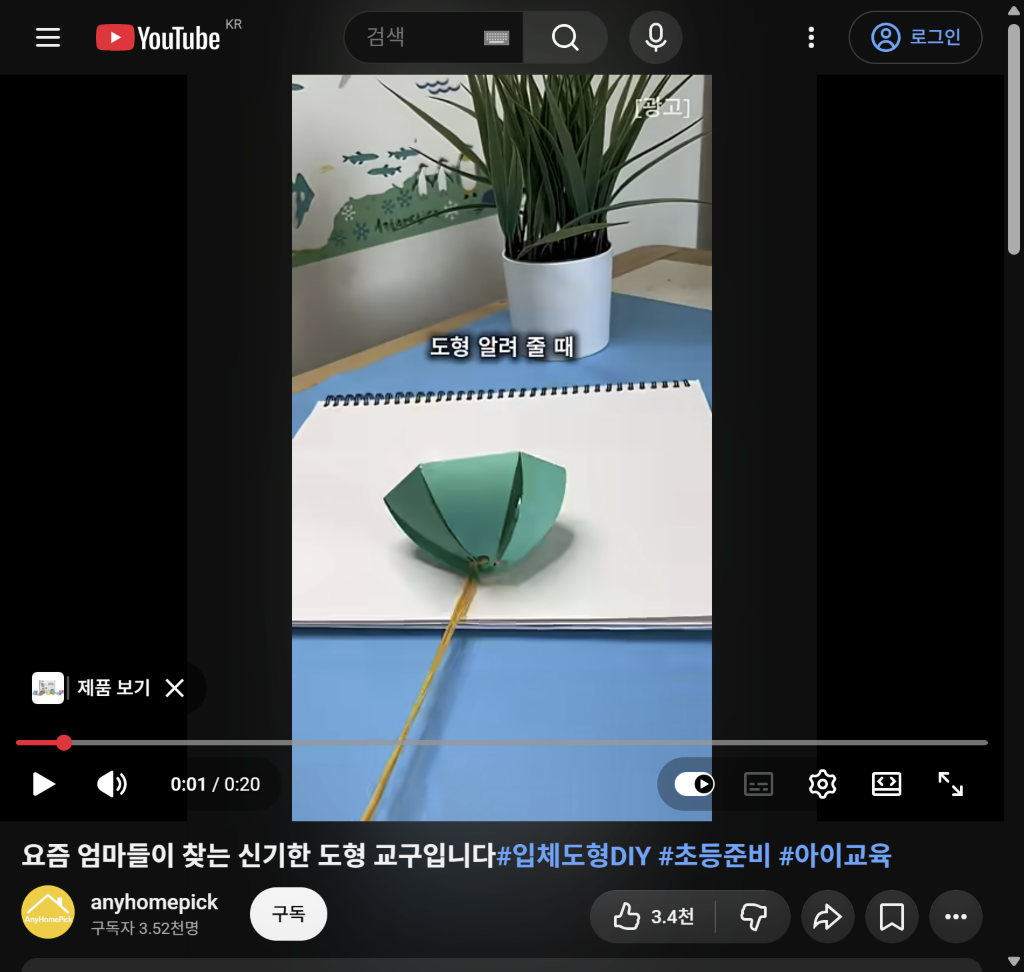 YouTube KR
검색
로그인
[광고]
Antarctica
도형 알려 줄 때
제품 보기
0:01 / 0:20
요즘 엄마들이 찾는 신기한 도형 교구입니다#입체도형DIY #초등준비 #아이교육
AnyHomePick
anyhomepick
구독자 3.52천명
구독
3.4천